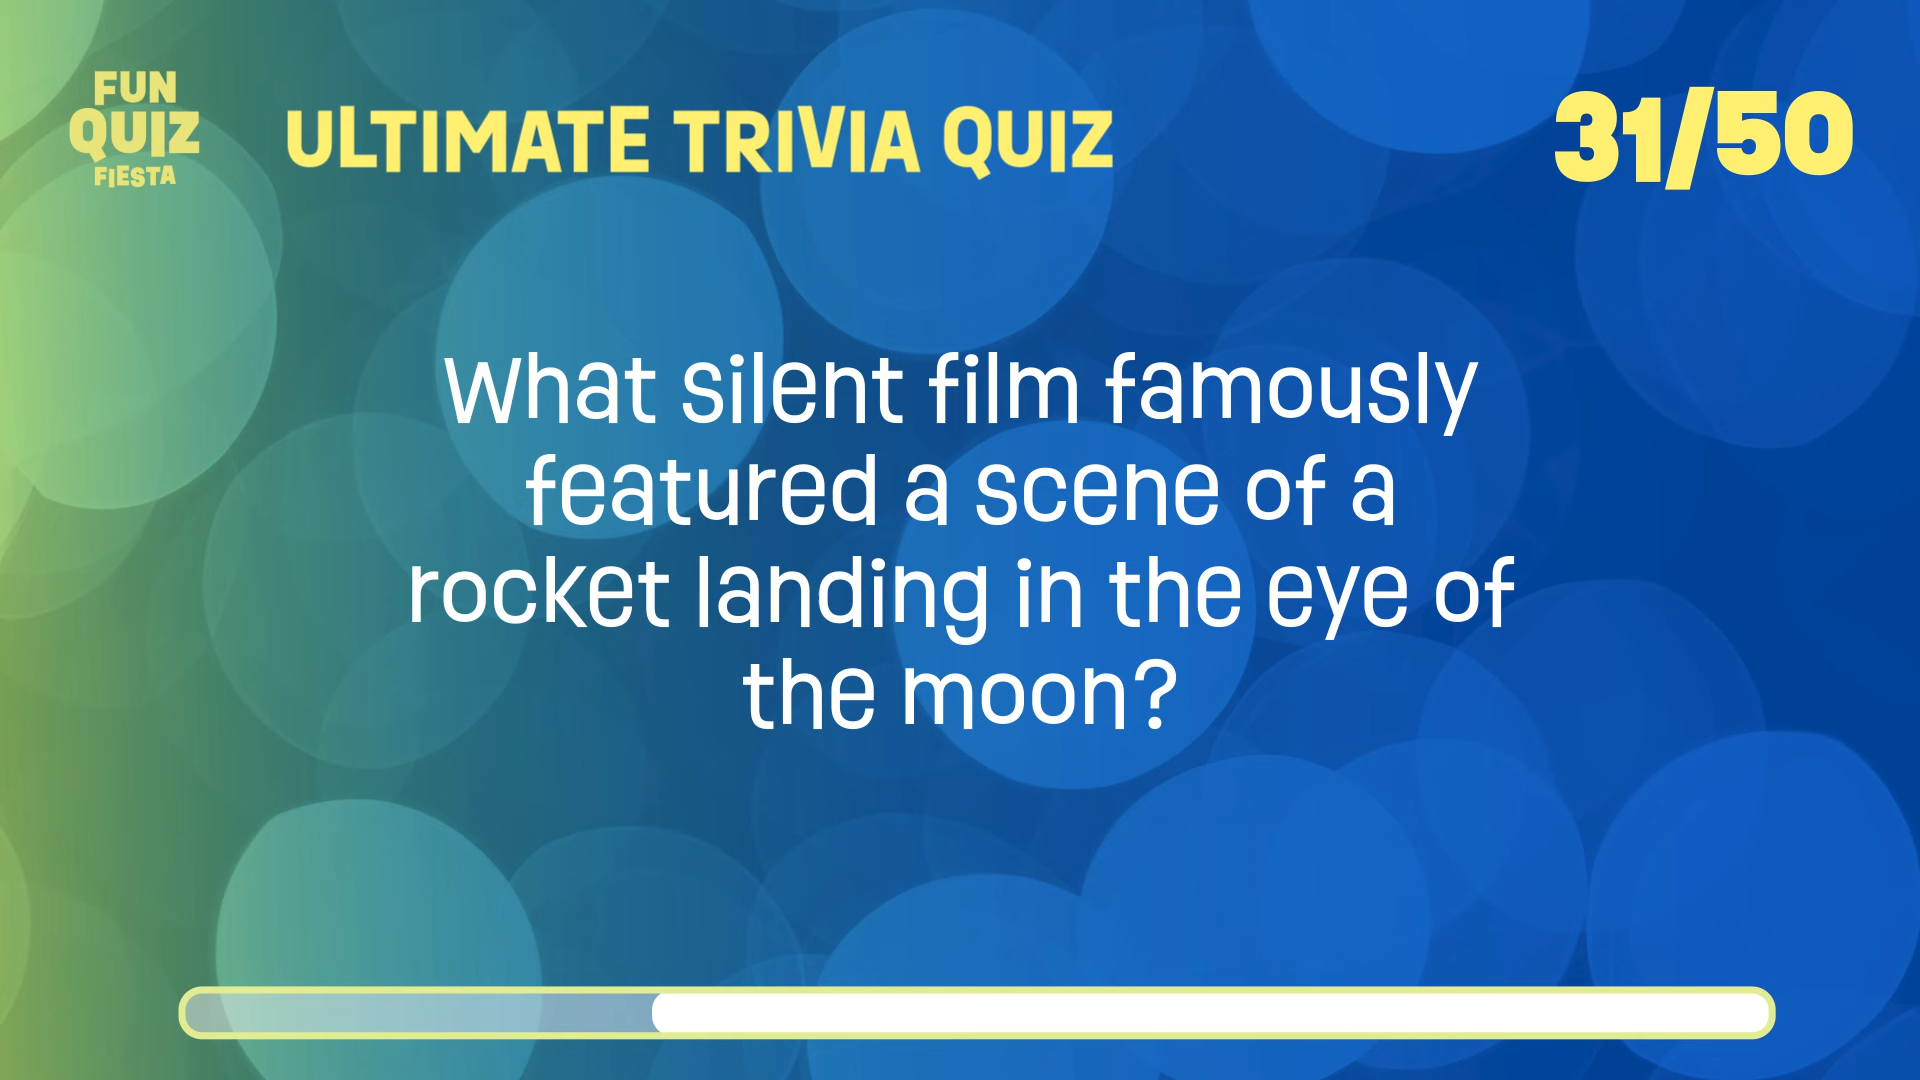 FUN
QUIZ
FIESTA
ULTIMATE TRIVIA QUIZ
31/50
What silent film famously
featured a scene of a
rocket landing in the eye of
the moon?